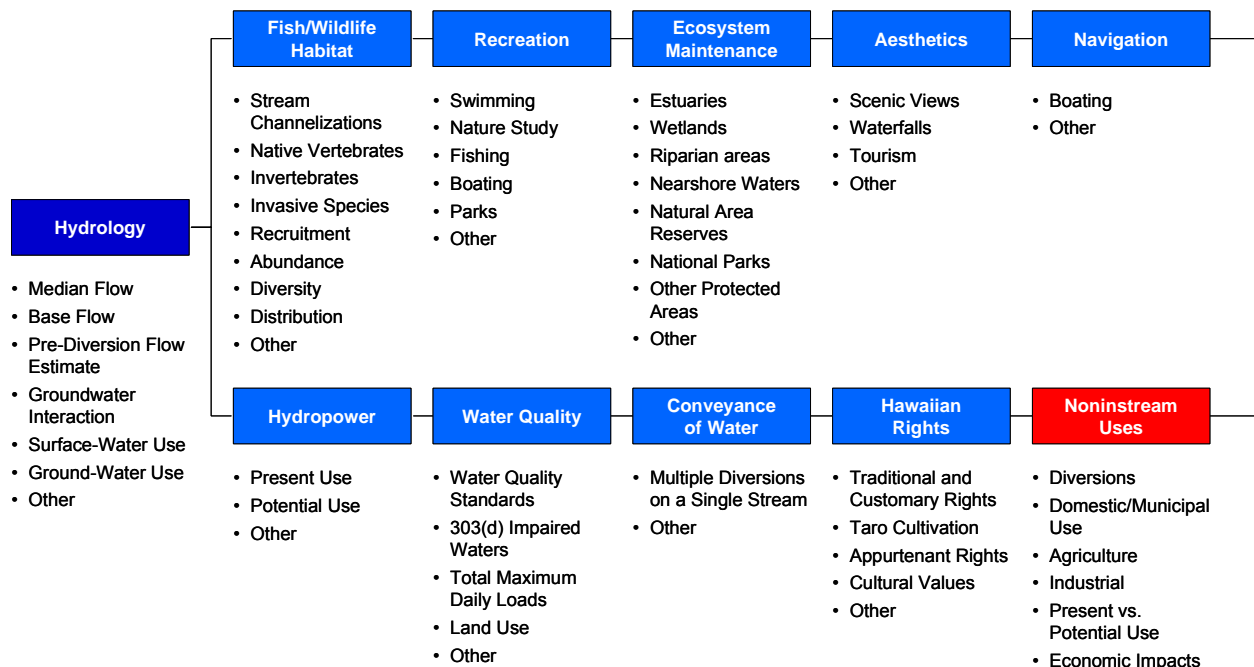 Fish/Wildlife
Habitat
Recreation
Ecosystem
Maintenance
Aesthetics
Navigation
• Stream
Channelizations
• Native Vertebrates
• Invertebrates
• Invasive Species
• Recruitment
• Abundance
• Diversity
• Distribution
• Other
• Swimming
• Nature Study
• Fishing
• Boating
• Parks
• Other
• Estuaries
• Wetlands
• Riparian areas
• Nearshore Waters
• Natural Area
Reserves
• National Parks
• Other Protected
Areas
• Other
• Scenic Views
• Waterfalls
• Tourism
• Other
• Boating
• Other
Hydrology
• Median Flow
• Base Flow
• Pre-Diversion Flow
Estimate
• Groundwater
Interaction
• Surface-Water Use
• Ground-Water Use
• Other
Hydropower
Water Quality
Conveyance
of Water
Hawaiian
Rights
Noninstream
Uses
• Present Use
• Potential Use
• Other
• Water Quality
Standards
• 303(d) Impaired
Waters
• Total Maximum
Daily Loads
• Land Use
• Other
• Multiple Diversions
on a Single Stream
• Other
• Traditional and
Customary Rights
• Taro Cultivation
• Appurtenant Rights
• Cultural Values
• Other
• Diversions
• Domestic/Municipal
Use
• Agriculture
• Industrial
• Present vs.
Potential Use
• Economic Impacts